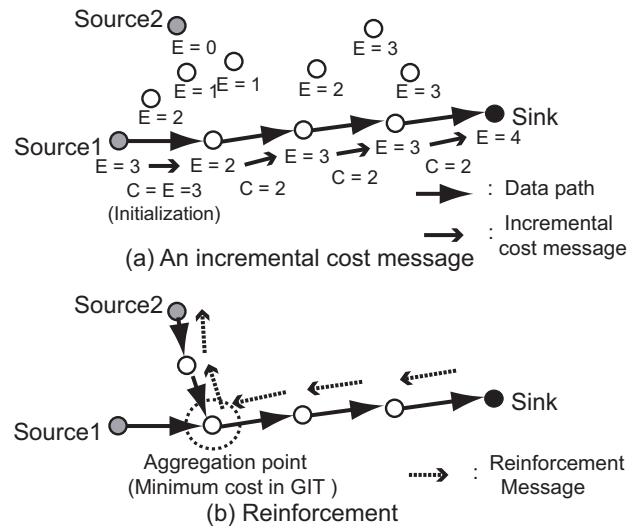 Source2
E = 0
E = 3
E = 1
E = 1
E = 2
E = 3
E = 2
Source1
Sink
E = 3
E = 2
E = 3
E = 3
E = 4
C = E =3
C = 2
C = 2
C = 2
(Initialization)
: Data path
: Incremental
cost message
(a) An incremental cost message
Source2
Source1
Sink
Aggregation point
(Minimum cost in GIT )
: Reinforcement
Message
(b) Reinforcement